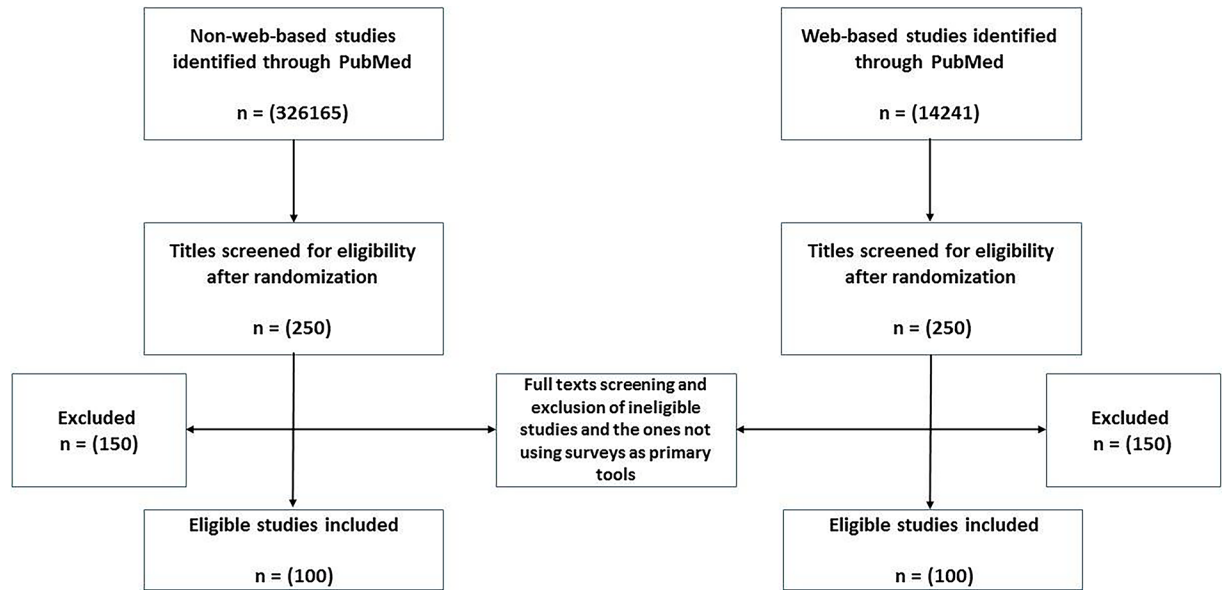 Non-web-based studies
identified through PubMed
n = (326165)
Web-based studies identified
through PubMed
n = (14241)
Titles screened for eligibility
after randomization
n = (250)
Titles screened for eligibility
after randomization
n = (250)
Excluded
n = (150)
Full texts screening and
exclusion of ineligible
studies and the ones not
using surveys as primary
tools
Excluded
n = (150)
Eligible studies included
n = (100)
Eligible studies included
n = (100)